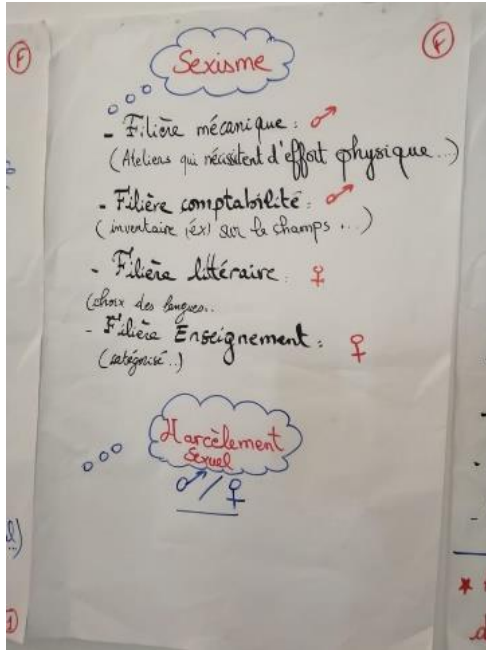 F
F
Sexisme
- Filière mécanique : ♂
(Ateliers qui nécessitent d'effort physique...)
- Filière comptabilité : ♂
(inventaire, éx) sur le champs ...)
- Filière littéraire : ♀
(choix des langues..
- Filière Enseignement : ♀
(catégorisé..)
Harcèlement
Sexuel
♂/♀